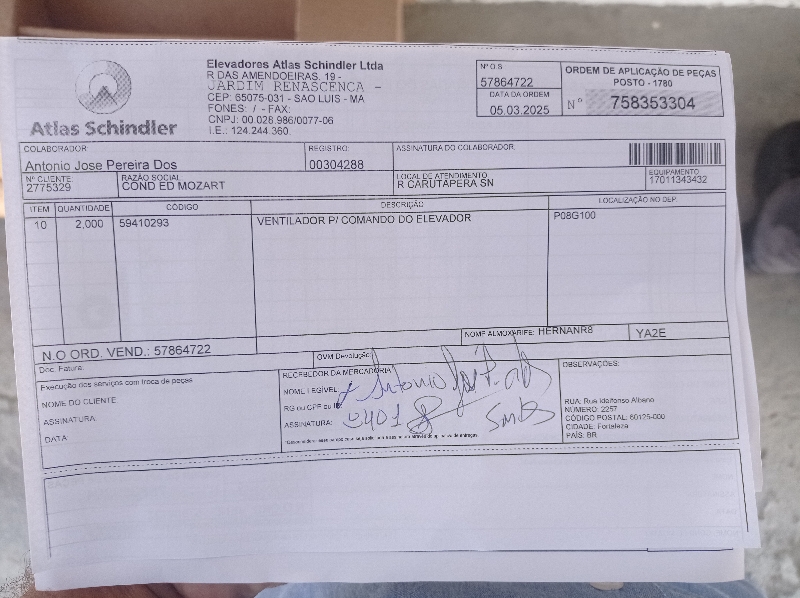 Atlas Schindler
Elevadores Atlas Schindler Ltda
R DAS AMENDOEIRAS, 19 -
JARDIM RENASCENCA -
CEP: 65075-031 - SAO LUIS - MA
FONES: / - FAX:
CNPJ: 00.028.986/0077-06
I.E.: 124.244.360
Nº O.S.
57864722
DATA DA ORDEM
05.03.2025
ORDEM DE APLICAÇÃO DE PEÇAS
POSTO - 1780
Nº 758353304
COLABORADOR
Antonio Jose Pereira Dos
REGISTRO:
00304288
ASSINATURA DO COLABORADOR
Nº CLIENTE
2775329
RAZÃO SOCIAL
COND ED MOZART
LOCAL DE ATENDIMENTO
R CARUTAPERA SN
EQUIPAMENTO
17011343432
ITEM QUANTIDADE CÓDIGO DESCRIÇÃO LOCALIZAÇÃO NO DEP.
10 2,000 59410293 VENTILADOR P/ COMANDO DO ELEVADOR P08G100
N.O ORD. VEND.: 57864722
NOME ALMOXARIFE: HERNANR8 YA2E
Doc. Fatura:
OVM Devolução:
Execução dos serviços com troca de peças
NOME DO CLIENTE
ASSINATURA
DATA
RECEBEDOR DA MERCADORIA
NOME LEGÍVEL: Antonio
RG ou CPF ou
ASSINATURA:
OBSERVAÇÕES:
RUA: Rua Ildefonso Albano
NÚMERO: 2257
CÓDIGO POSTAL: 60125-000
CIDADE: Fortaleza
PAÍS: BR